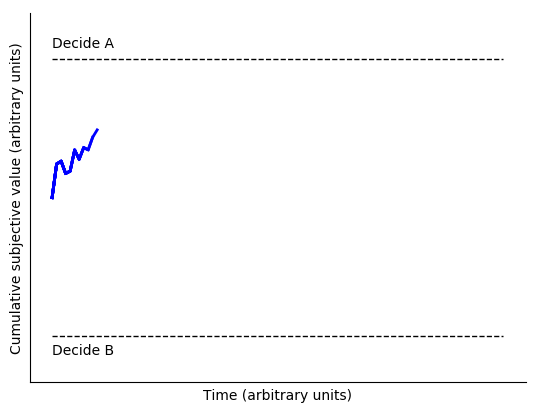 Decide A
Cumulative subjective value (arbitrary units)
Decide B
Time (arbitrary units)